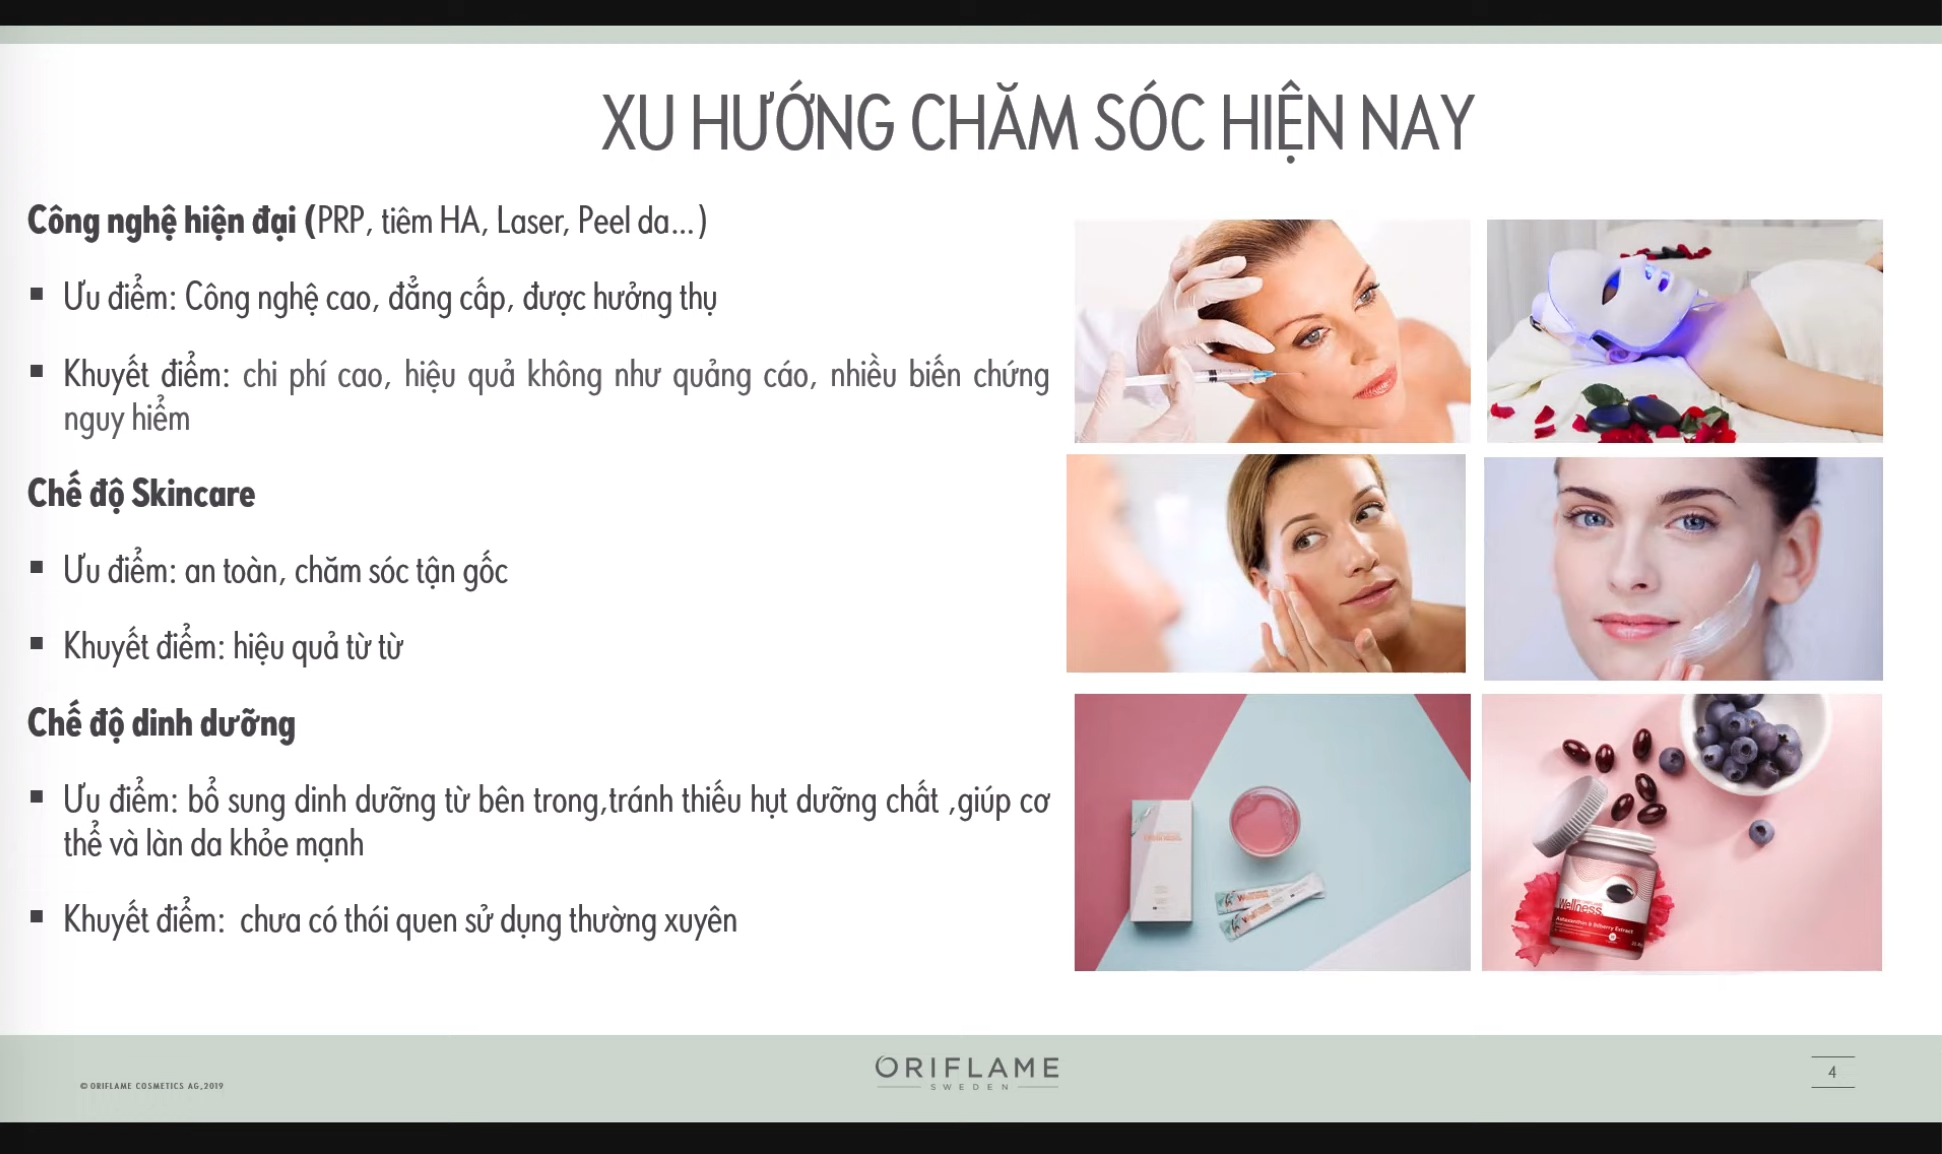 XU HƯỚNG CHĂM SÓC HIỆN NAY
Công nghệ hiện đại (PRP, tiêm HA, Laser, Peel da...)
▪ Ưu điểm: Công nghệ cao, đẳng cấp, được hưởng thụ
▪ Khuyết điểm: chi phí cao, hiệu quả không như quảng cáo, nhiều biến chứng
nguy hiểm
Chế độ Skincare
▪ Ưu điểm: an toàn, chăm sóc tận gốc
▪ Khuyết điểm: hiệu quả từ từ
Chế độ dinh dưỡng
▪ Ưu điểm: bổ sung dinh dưỡng từ bên trong,tránh thiếu hụt dưỡng chất ,giúp cơ
thể và làn da khỏe mạnh
▪ Khuyết điểm: chưa có thói quen sử dụng thường xuyên
Wellness
Astaxanthin & Bilberry Extract
© ORIFLAME COSMETICS AG,2019
ORIFLAME
SWEDEN
4